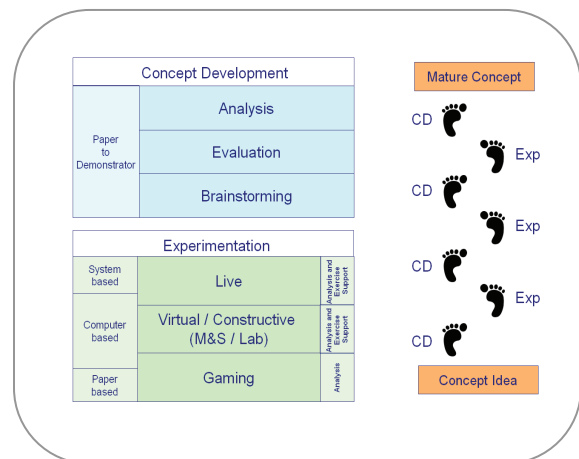 Concept Development
Paper
to
Demonstrator
Analysis
Evaluation
Brainstorming
Experimentation
System
based
Live
Analysis and
Exercise
Support
Computer
based
Virtual / Constructive
(M&S / Lab)
Analysis and
Exercise
Support
Paper
based
Gaming
Analysis
Mature Concept
CD
Exp
CD
Exp
CD
Exp
CD
Concept Idea